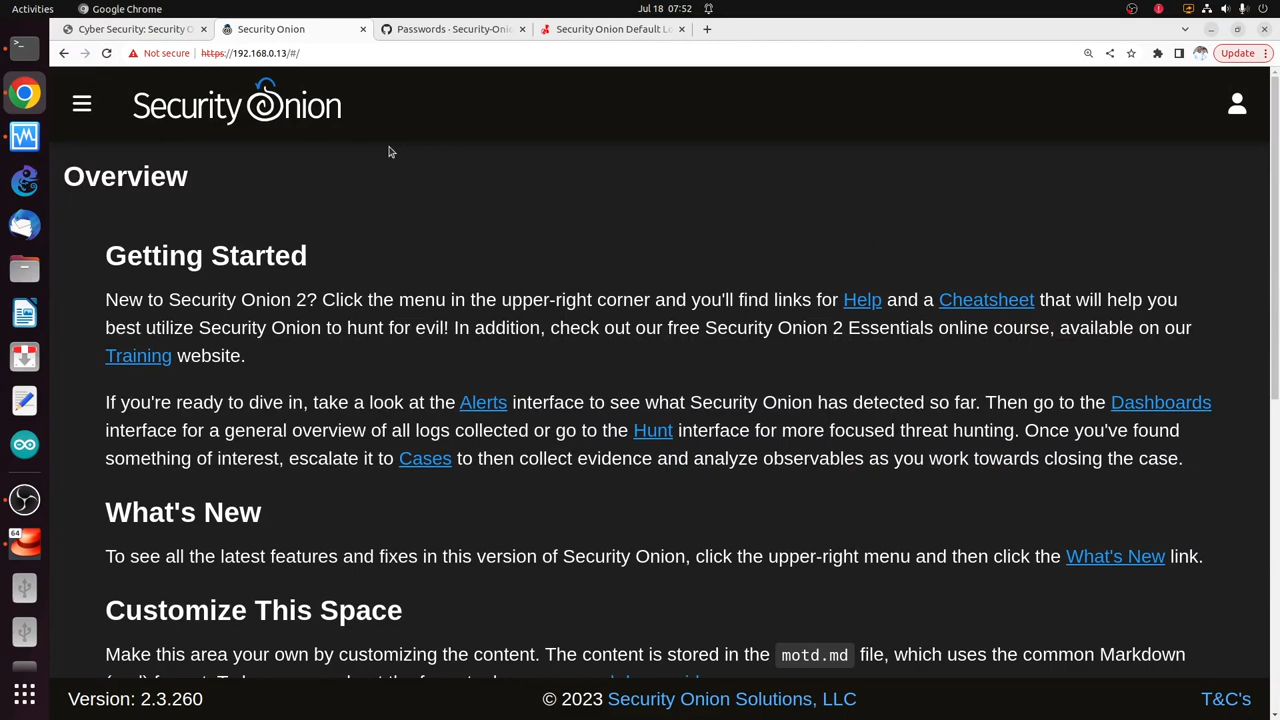 Activities
Google Chrome
Jul 18 07:52
Cyber Security: Security O
Security Onion
Passwords · Security-Oni
Security Onion Default Lo
Not secure
https://192.168.0.13/#/
Update
Security Onion
Overview
Getting Started
New to Security Onion 2? Click the menu in the upper-right corner and you'll find links for Help and a Cheatsheet that will help you
best utilize Security Onion to hunt for evil! In addition, check out our free Security Onion 2 Essentials online course, available on our
Training website.
If you're ready to dive in, take a look at the Alerts interface to see what Security Onion has detected so far. Then go to the Dashboards
interface for a general overview of all logs collected or go to the Hunt interface for more focused threat hunting. Once you've found
something of interest, escalate it to Cases to then collect evidence and analyze observables as you work towards closing the case.
What's New
To see all the latest features and fixes in this version of Security Onion, click the upper-right menu and then click the What's New link.
Customize This Space
Make this area your own by customizing the content. The content is stored in the motd.md file, which uses the common Markdown
64
Version: 2.3.260
© 2023 Security Onion Solutions, LLC
T&C's